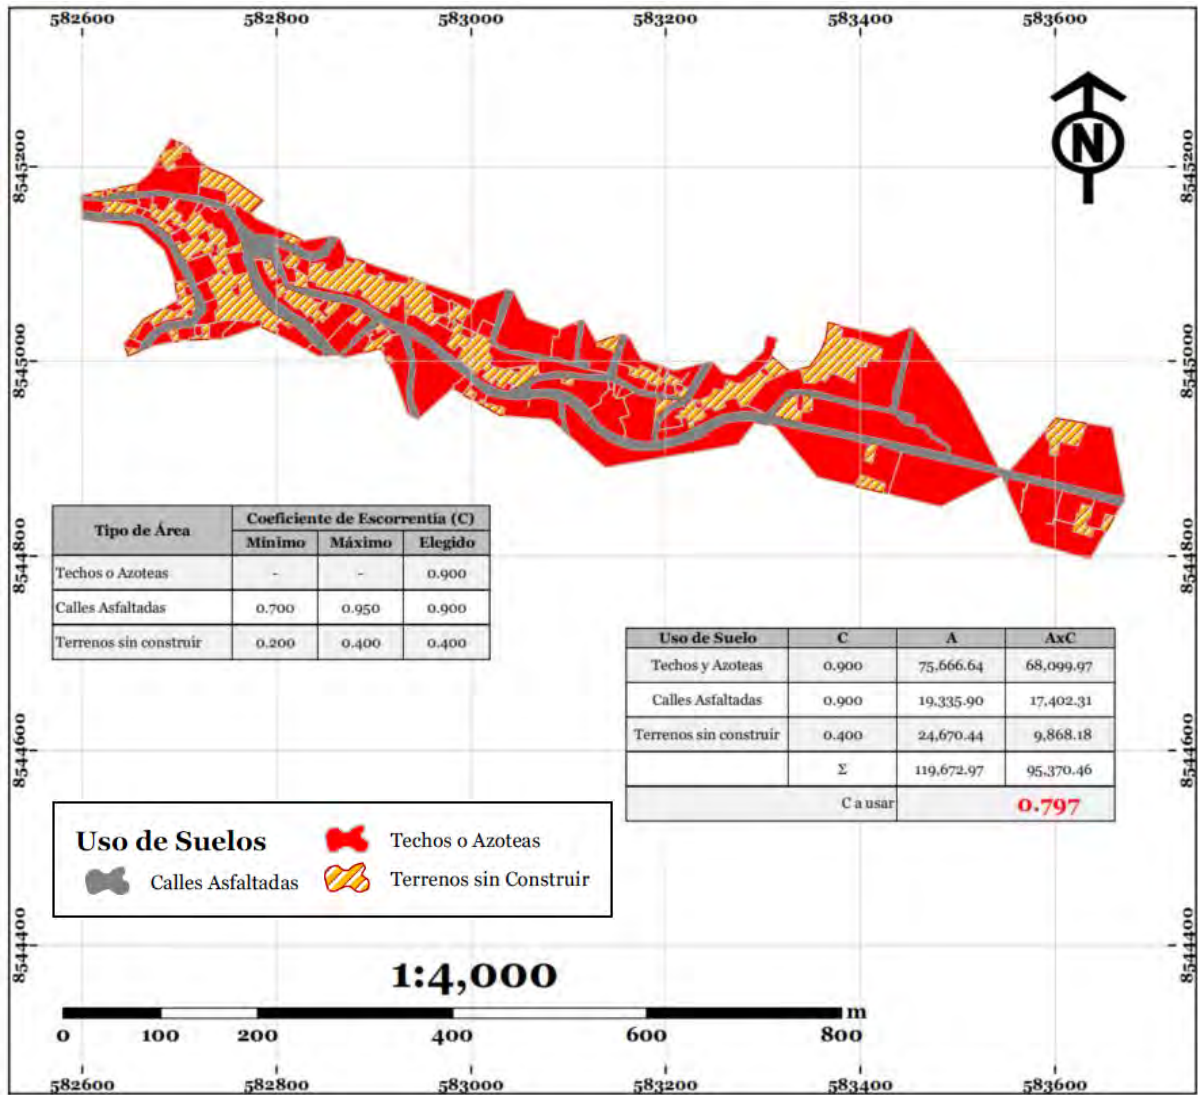 582600 582800 583000 583200 583400 583600
N
8545200 8545200
8545000 8545000
8544800 8544800
8544600 8544600
8544400 8544400
Tipo de Área Coeficiente de Escorrentía (C)
Mínimo Máximo Elegido
Techos o Azoteas - - 0.900
Calles Asfaltadas 0.700 0.950 0.900
Terrenos sin construir 0.200 0.400 0.400
Uso de Suelo C A AxC
Techos y Azoteas 0.900 75,666.64 68,099.97
Calles Asfaltadas 0.900 19,335.90 17,402.31
Terrenos sin construir 0.400 24,670.44 9,868.18
Σ 119,672.97 95,370.46
C a usar 0.797
Uso de Suelos
Techos o Azoteas
Calles Asfaltadas
Terrenos sin Construir
1:4,000
m
0 100 200 400 600 800
582600 582800 583000 583200 583400 583600